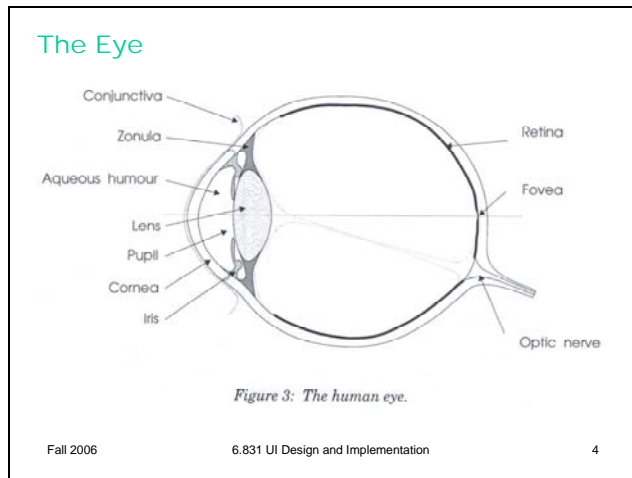 The Eye
Conjunctiva
Zonula
Aqueous humour
Lens
Pupil
Cornea
Iris
Retina
Fovea
Optic nerve
Figure 3: The human eye.
Fall 2006
6.831 UI Design and Implementation
4